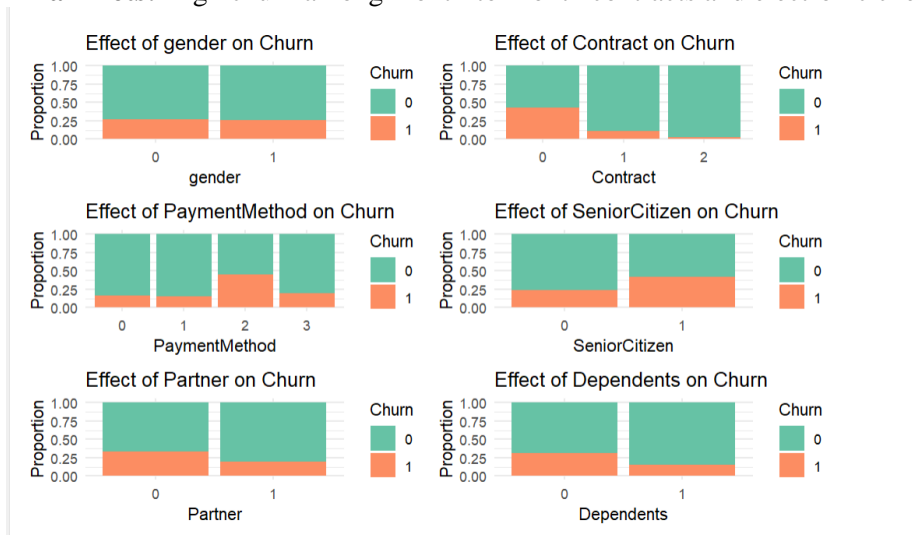 Effect of gender on Churn
Proportion
1.00
0.75
0.50
0.25
0.00
0 1
gender
Churn
0
1
Effect of Contract on Churn
Proportion
1.00
0.75
0.50
0.25
0.00
0 1 2
Contract
Churn
0
1
Effect of PaymentMethod on Churn
Proportion
1.00
0.75
0.50
0.25
0.00
0 1 2 3
PaymentMethod
Churn
0
1
Effect of SeniorCitizen on Churn
Proportion
1.00
0.75
0.50
0.25
0.00
0 1
SeniorCitizen
Churn
0
1
Effect of Partner on Churn
Proportion
1.00
0.75
0.50
0.25
0.00
0 1
Partner
Churn
0
1
Effect of Dependents on Churn
Proportion
1.00
0.75
0.50
0.25
0.00
0 1
Dependents
Churn
0
1